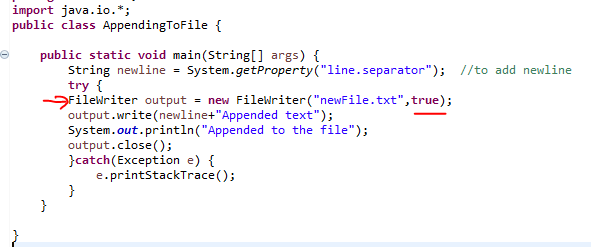 import java.io.*;
public class AppendingToFile {
public static void main(String[] args) {
String newline = System.getProperty("line.separator");  //to add newline
try {
FileWriter output = new FileWriter("newFile.txt",true);
output.write(newline+"Appended text");
System.out.println("Appended to the file");
output.close();
}catch(Exception e) {
e.printStackTrace();
}
}
}